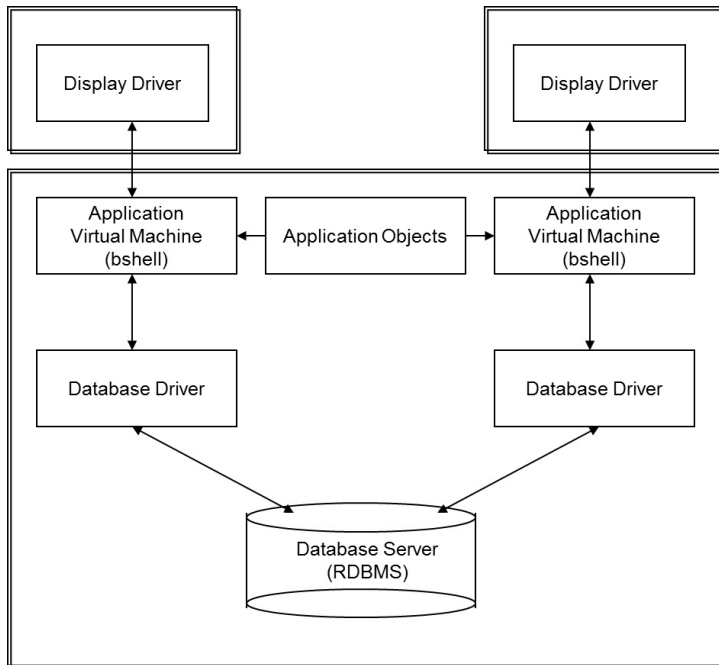 Display Driver
Display Driver
Application
Virtual Machine
(bshell)
Application Objects
Application
Virtual Machine
(bshell)
Database Driver
Database Driver
Database Server
(RDBMS)